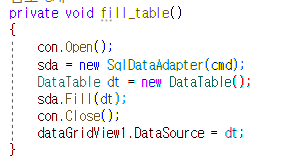 private void fill_table()
{
con.Open();
sda = new SqlDataAdapter(cmd);
DataTable dt = new DataTable();
sda.Fill(dt);
con.Close();
dataGridView1.DataSource = dt;
}